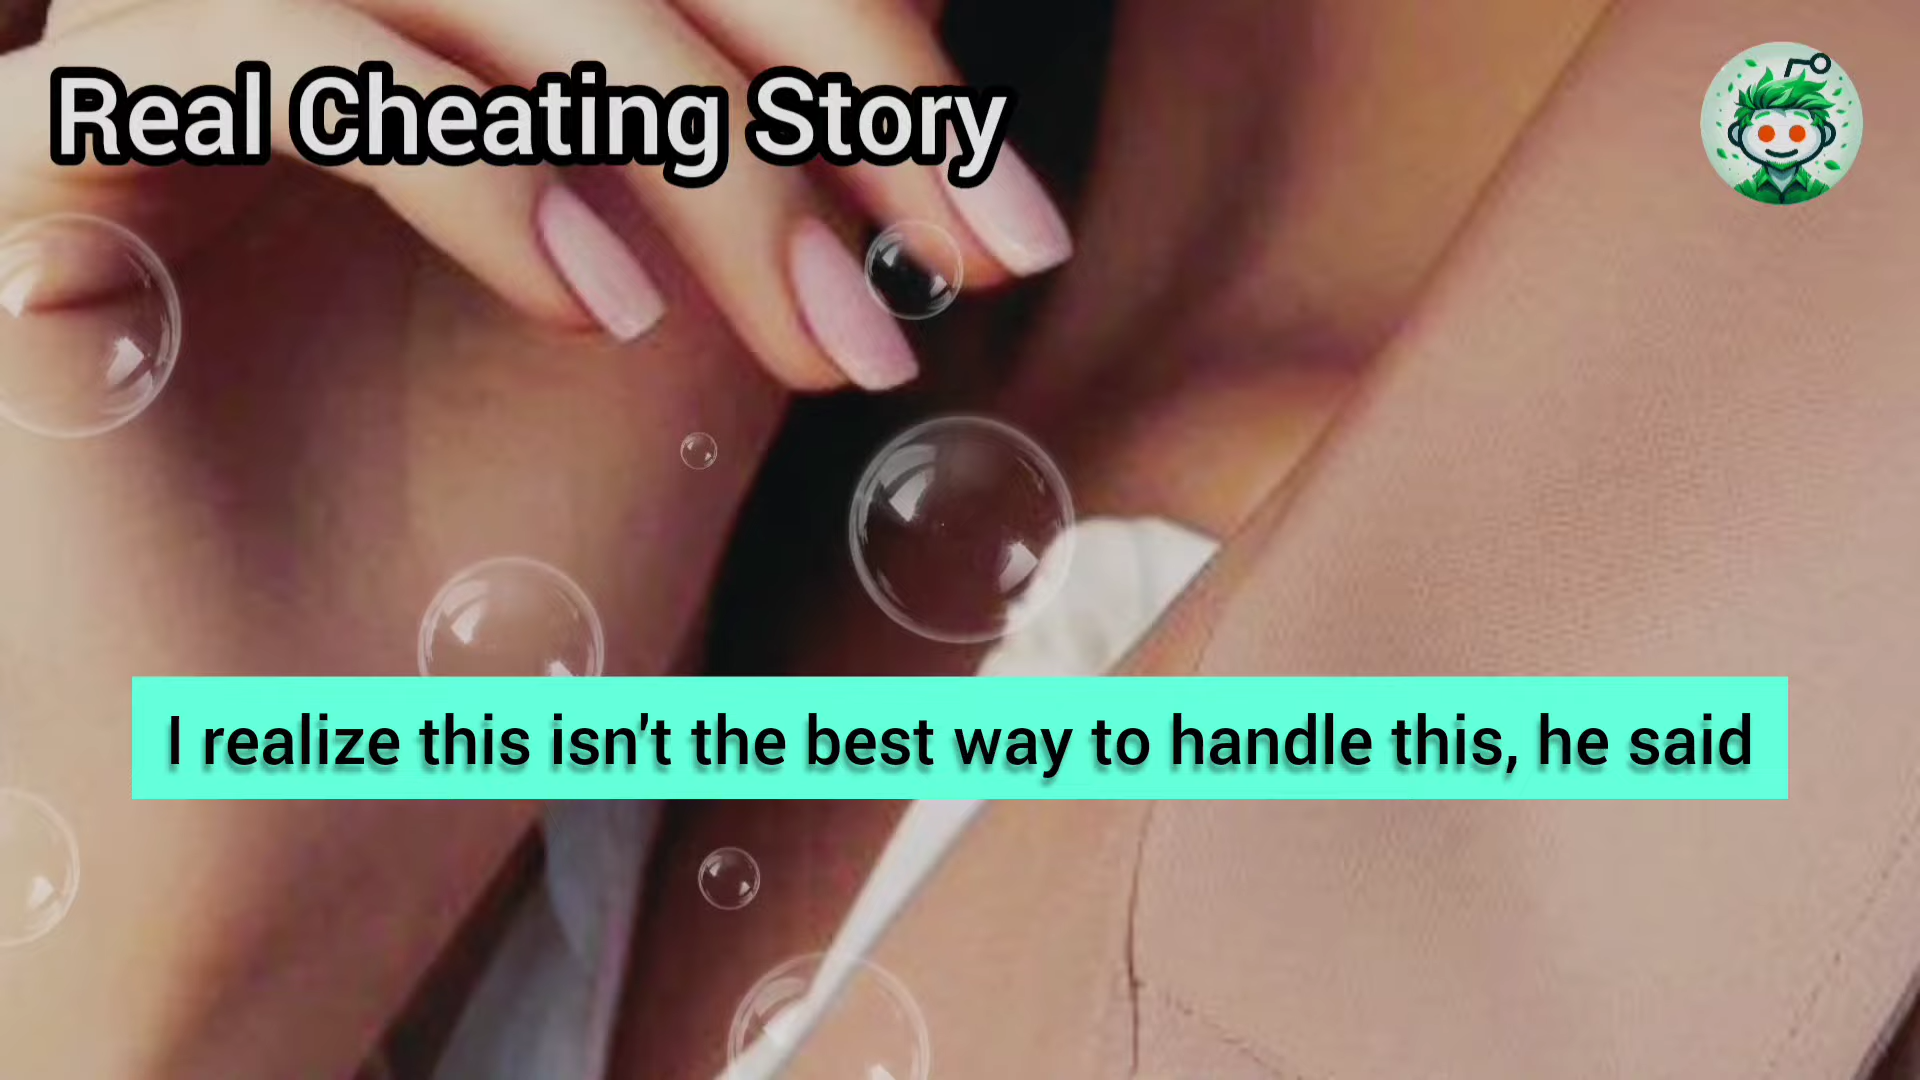 Real Cheating Story
I realize this isn't the best way to handle this, he said